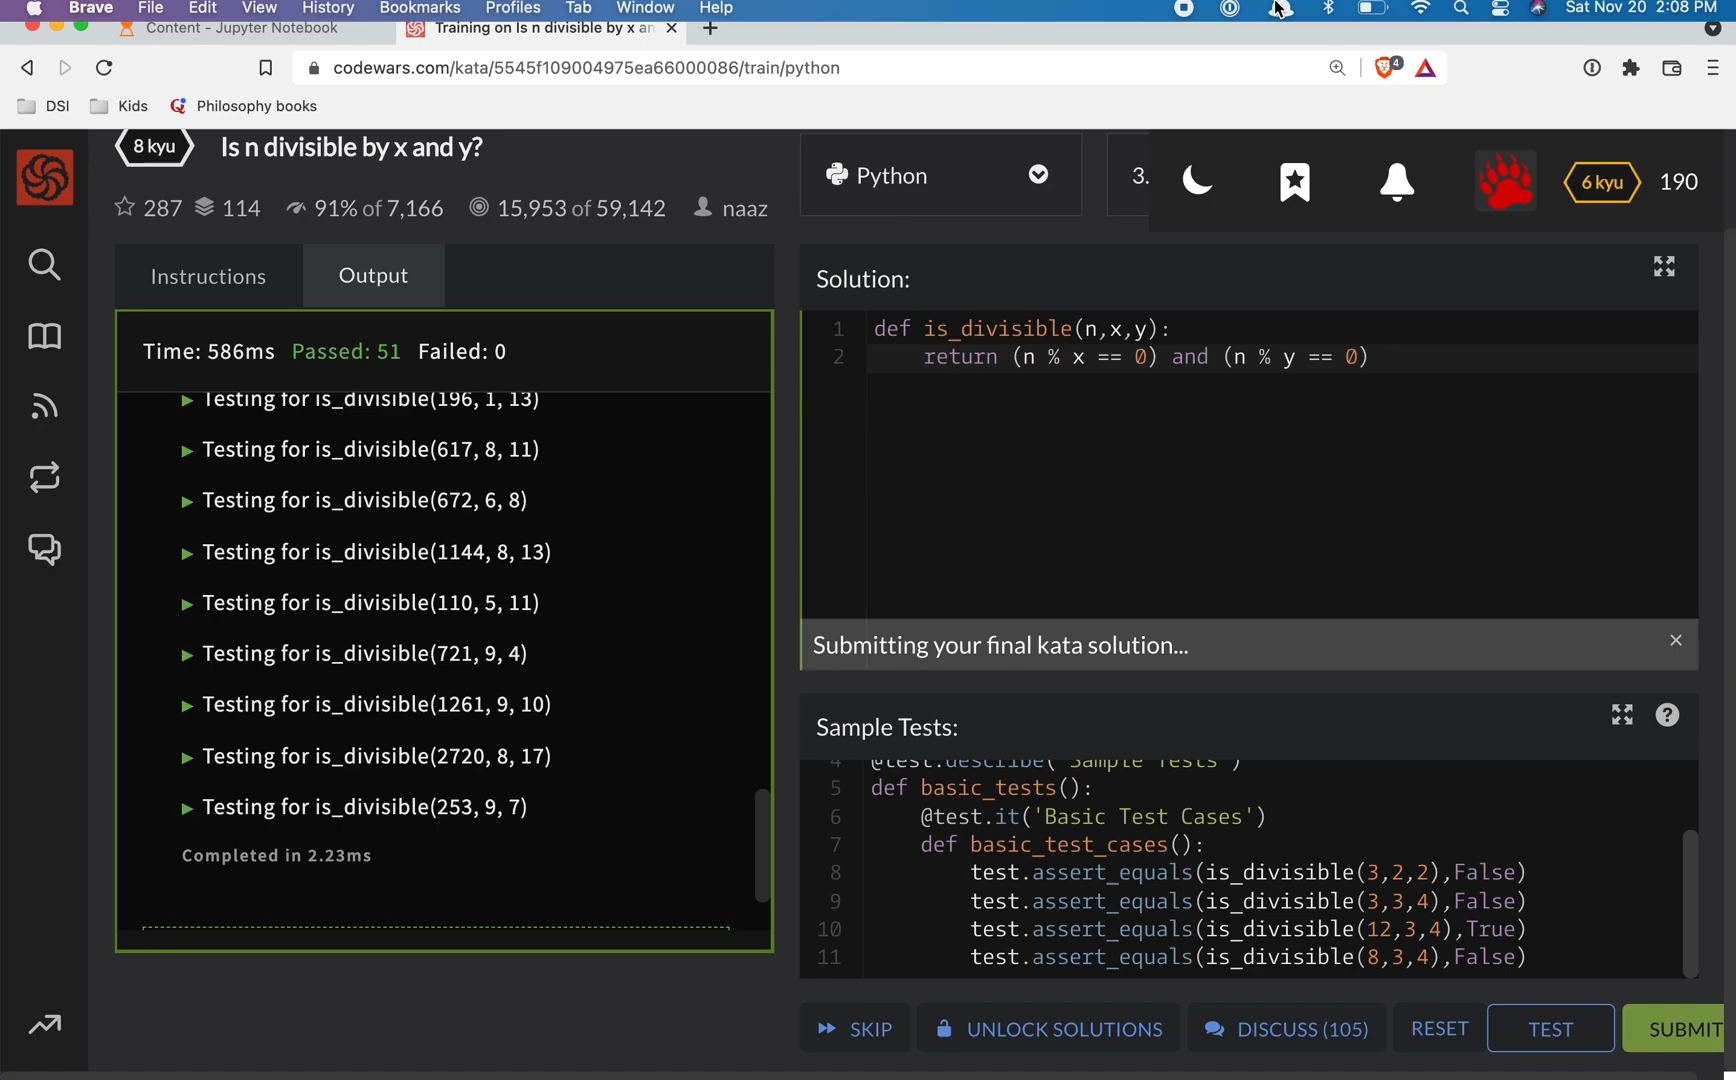 Brave File Edit View History Bookmarks Profiles Tab Window Help Sat Nov 20 2:08 PM
Content - Jupyter Notebook Training on Is n divisible by x an
codewars.com/kata/5545f109004975ea66000086/train/python 4
DSI Kids Philosophy books
8 kyu Is n divisible by x and y?
Python 3. 6 kyu 190
287 114 91% of 7,166 15,953 of 59,142 naaz
Instructions Output
Time: 586ms Passed: 51 Failed: 0
Testing for is_divisible(196, 1, 13)
Testing for is_divisible(617, 8, 11)
Testing for is_divisible(672, 6, 8)
Testing for is_divisible(1144, 8, 13)
Testing for is_divisible(110, 5, 11)
Testing for is_divisible(721, 9, 4)
Testing for is_divisible(1261, 9, 10)
Testing for is_divisible(2720, 8, 17)
Testing for is_divisible(253, 9, 7)
Completed in 2.23ms
Solution:
1 def is_divisible(n,x,y):
2 return (n % x == 0) and (n % y == 0)
Submitting your final kata solution...
Sample Tests:
4 @test.describe("Sample Tests")
5 def basic_tests():
6 @test.it('Basic Test Cases')
7 def basic_test_cases():
8 test.assert_equals(is_divisible(3,2,2),False)
9 test.assert_equals(is_divisible(3,3,4),False)
10 test.assert_equals(is_divisible(12,3,4),True)
11 test.assert_equals(is_divisible(8,3,4),False)
SKIP UNLOCK SOLUTIONS DISCUSS (105) RESET TEST SUBMIT